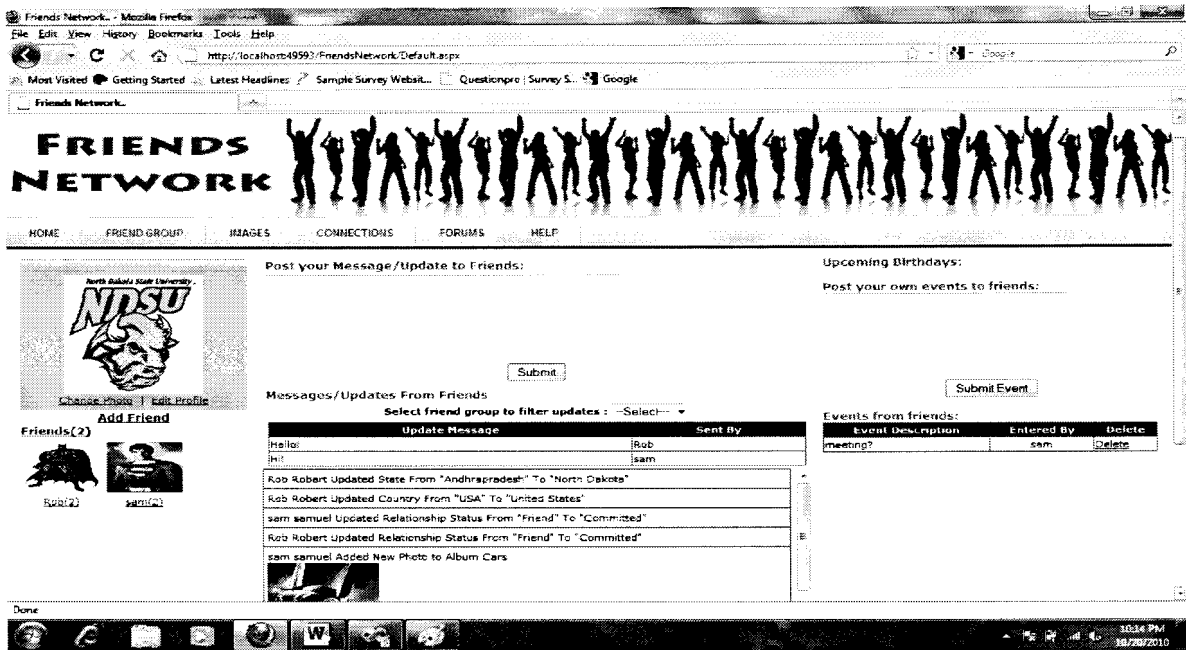 Friends Network.. - Mozilla Firefox
File Edit View History Bookmarks Tools Help
http://localhost:49593/FriendsNetwork/Default.aspx
Google
Most Visited Getting Started Latest Headlines Sample Survey Websit... Questionpro | Survey S... Google
Friends Network..
FRIENDS
NETWORK
HOME FRIEND GROUP IMAGES CONNECTIONS FORUMS HELP
North Dakota State University
NDSU
Change Photo | Edit Profile
Add Friend
Friends(2)
Rob(2) sam(2)
Post your Message/Update to Friends:
Submit
Messages/Updates From Friends
Select friend group to filter updates : --Select--
Update Message Sent By
Hello! Rob
Hi! sam
Rob Robert Updated State From "Andhrapradesh" To "North Dakota"
Rob Robert Updated Country From "USA" To "United States"
sam samuel Updated Relationship Status From "Friend" To "Committed"
Rob Robert Updated Relationship Status From "Friend" To "Committed"
sam samuel Added New Photo to Album Cars
Upcoming Birthdays:
Post your own events to friends:
Submit Event
Events from friends:
Event Description Entered By Delete
meeting? sam Delete
Done
10:14 PM
10/20/2010